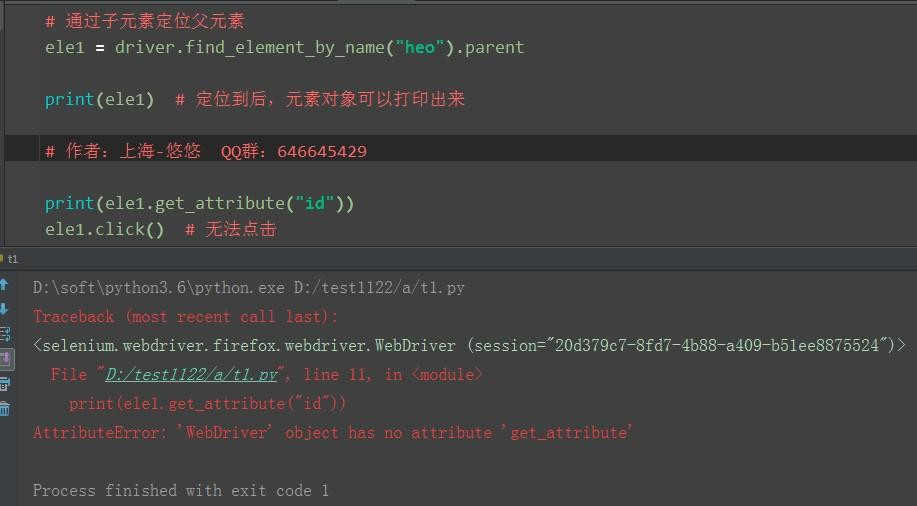 # 通过子元素定位父元素
ele1 = driver.find_element_by_name("heo").parent
print(ele1)  # 定位到后，元素对象可以打印出来
# 作者：上海-悠悠  QQ群：646645429
print(ele1.get_attribute("id"))
ele1.click()  # 无法点击
t1
D:\soft\python3.6\python.exe D:/test1122/a/t1.py
Traceback (most recent call last):
<selenium.webdriver.firefox.webdriver.WebDriver (session="20d379c7-8fd7-4b88-a409-b51ee8875524")>
  File "D:/test1122/a/t1.py", line 11, in <module>
    print(ele1.get_attribute("id"))
AttributeError: 'WebDriver' object has no attribute 'get_attribute'
Process finished with exit code 1